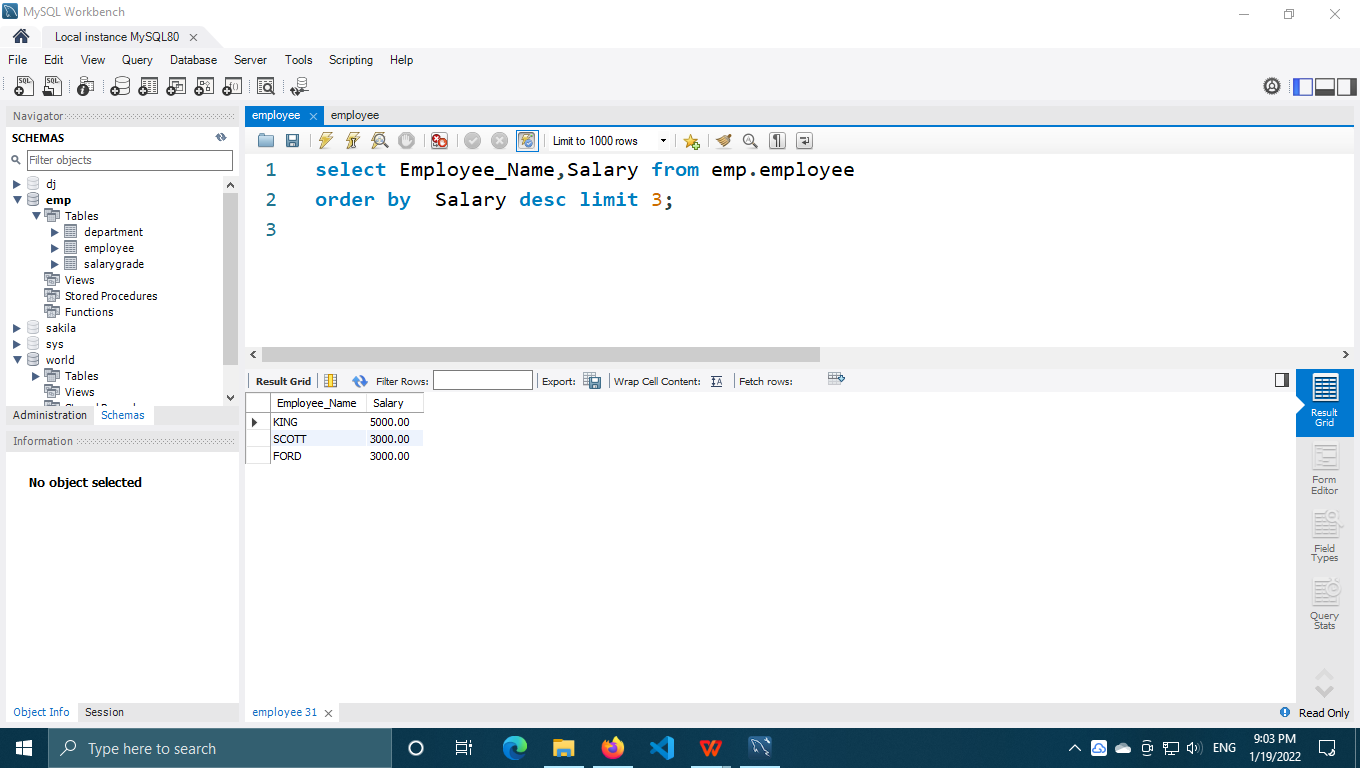 MySQL Workbench
Local instance MySQL80
File Edit View Query Database Server Tools Scripting Help
Navigator
SCHEMAS
Filter objects
dj
emp
Tables
department
employee
salarygrade
Views
Stored Procedures
Functions
sakila
sys
world
Tables
Views
Administration Schemas
Information
No object selected
Object Info Session
employee employee
Limit to 1000 rows
1 select Employee_Name,Salary from emp.employee
2 order by  Salary desc limit 3;
3
Result Grid Filter Rows: Export: Wrap Cell Content: Fetch rows:
Employee_Name Salary
KING 5000.00
SCOTT 3000.00
FORD 3000.00
Result
Grid
Form
Editor
Field
Types
Query
Stats
employee 31
Read Only
Type here to search
ENG
9:03 PM
1/19/2022